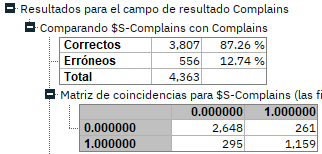 Resultados para el campo de resultado Complains
Comparando $S-Complains con Complains
Correctos 3,807 87.26 %
Erróneos 556 12.74 %
Total 4,363
Matriz de coincidencias para $S-Complains (las fi
0.000000 1.000000
0.000000 2,648 261
1.000000 295 1,159